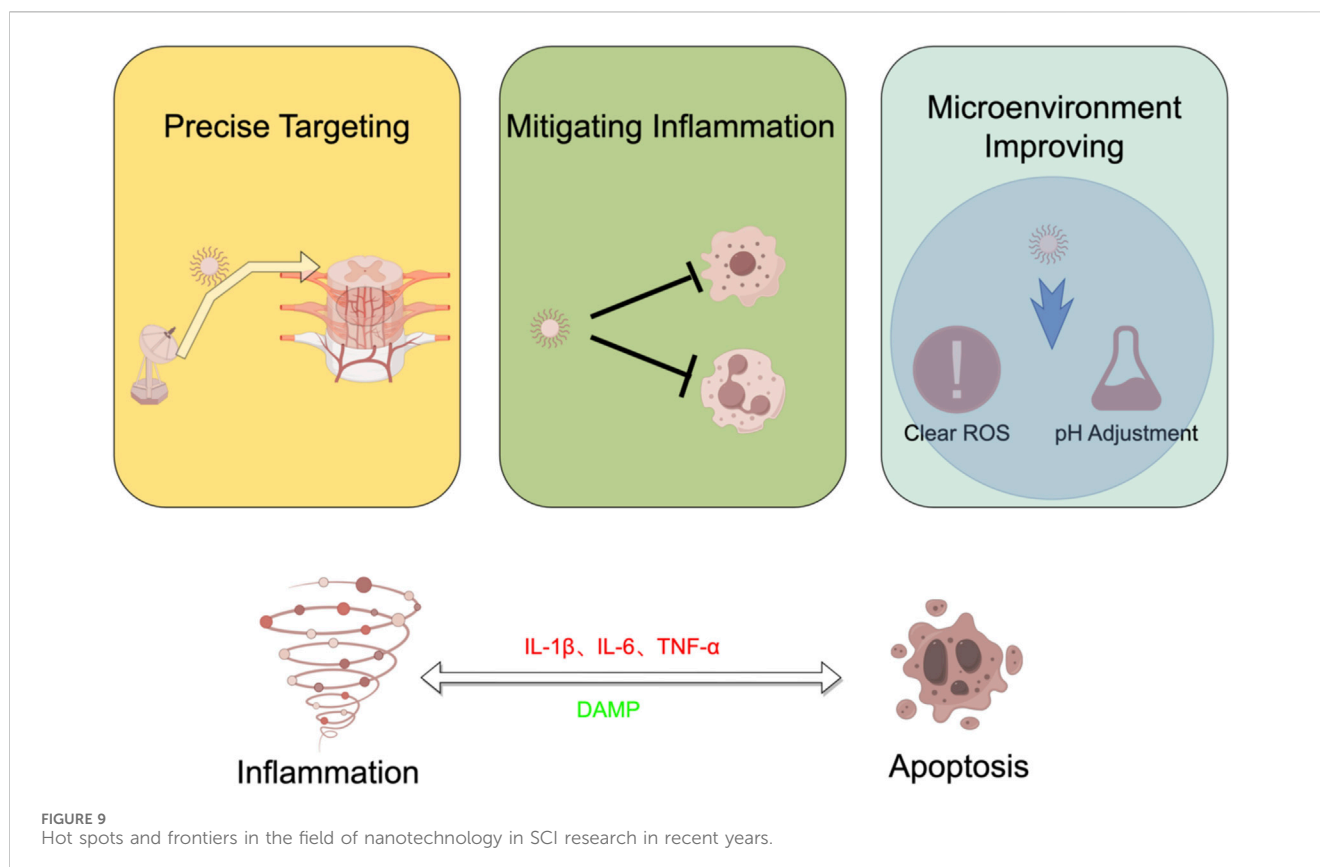 Precise Targeting
Mitigating Inflammation
Microenvironment
Improving
Clear ROS
pH Adjustment
IL-1β、IL-6、TNF-α
DAMP
Inflammation
Apoptosis
FIGURE 9
Hot spots and frontiers in the field of nanotechnology in SCI research in recent years.